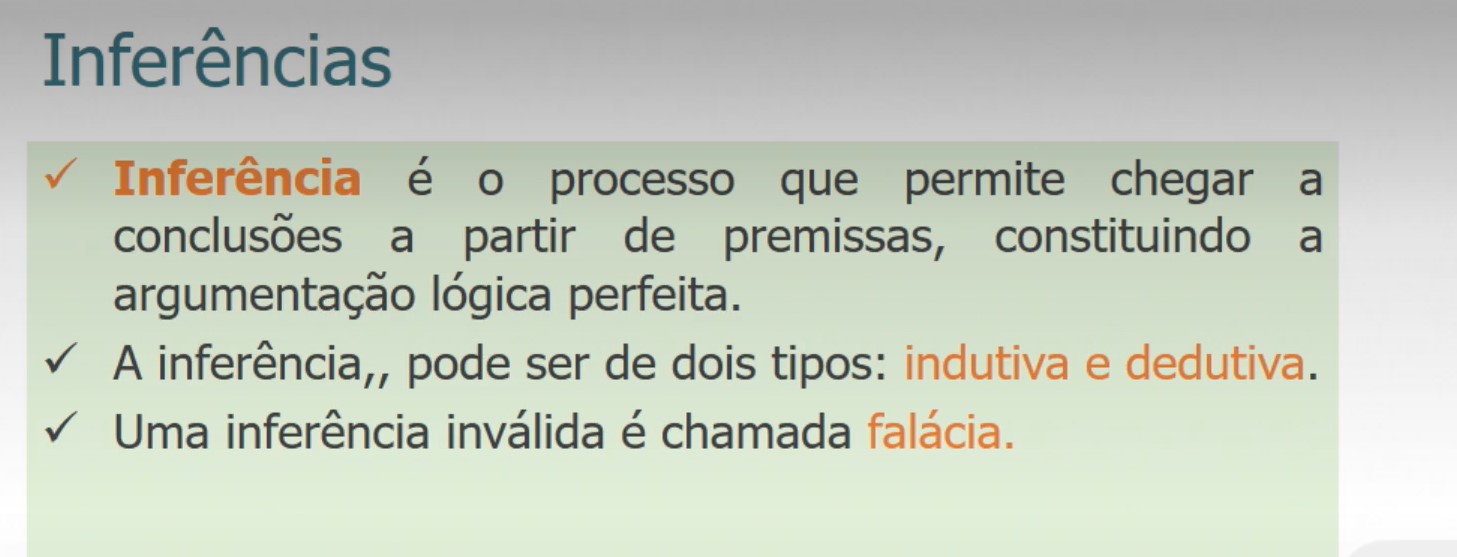 Inferências
✓ Inferência é o processo que permite chegar a
conclusões a partir de premissas, constituindo a
argumentação lógica perfeita.
✓ A inferência,, pode ser de dois tipos: indutiva e dedutiva.
✓ Uma inferência inválida é chamada falácia.